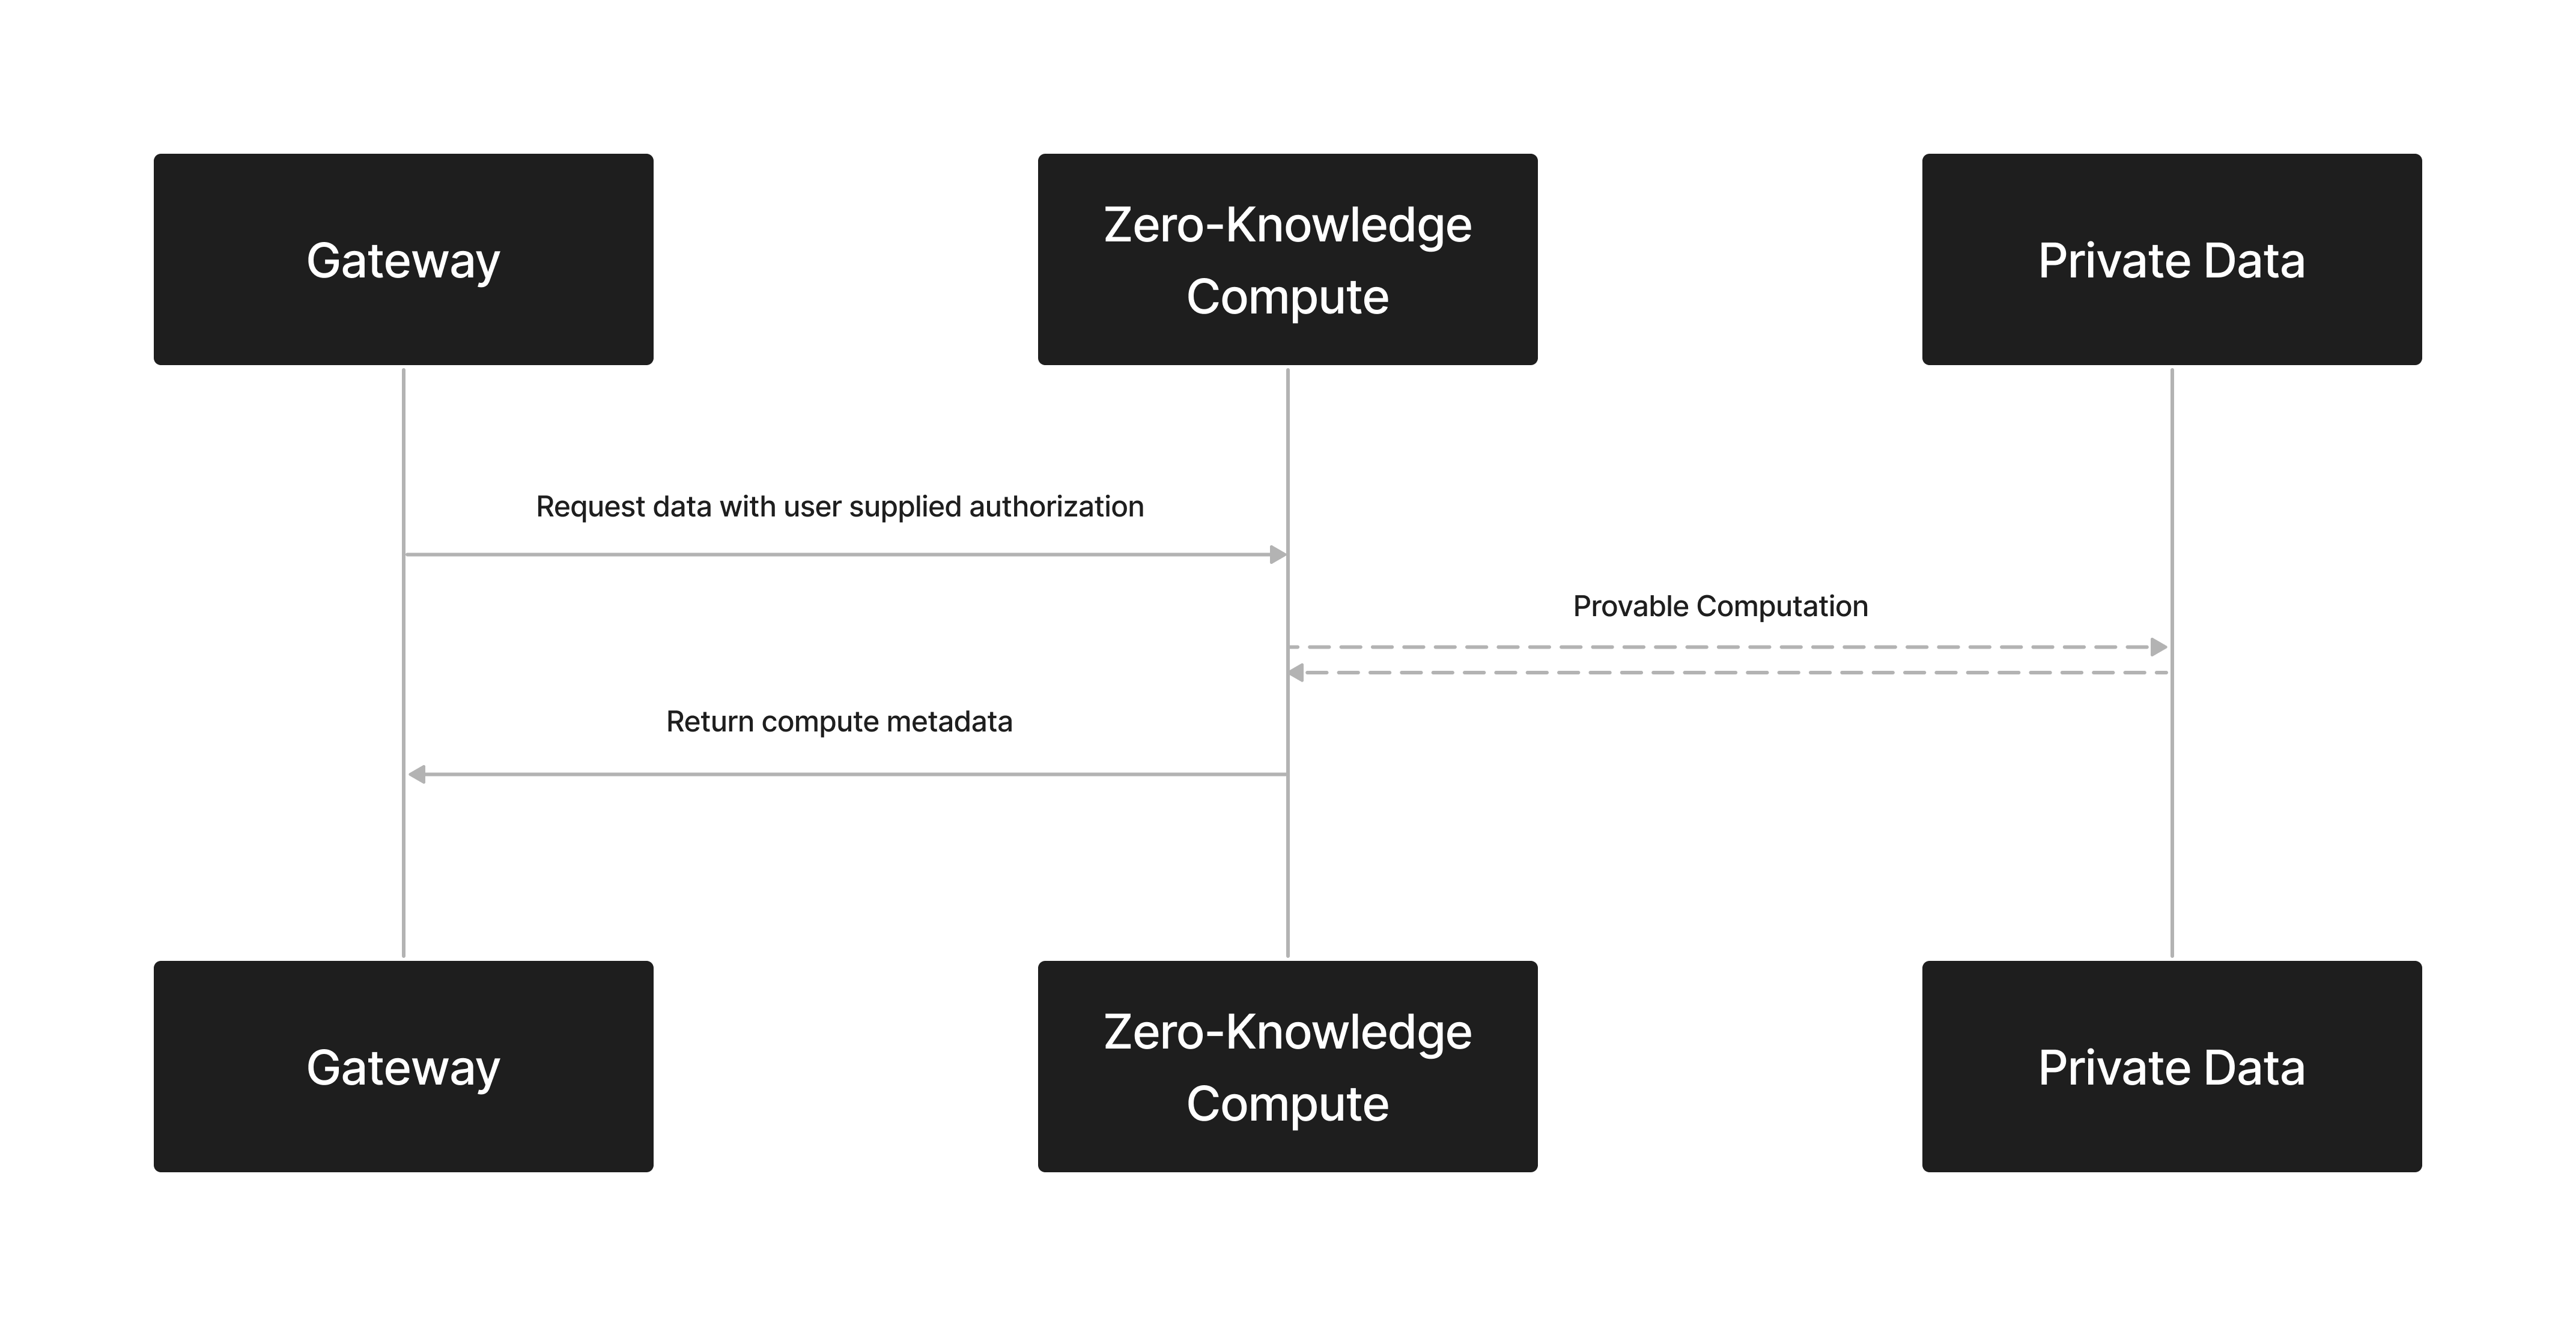 Gateway
Zero-Knowledge
Compute
Private Data
Request data with user supplied authorization
Provable Computation
Return compute metadata
Gateway
Zero-Knowledge
Compute
Private Data